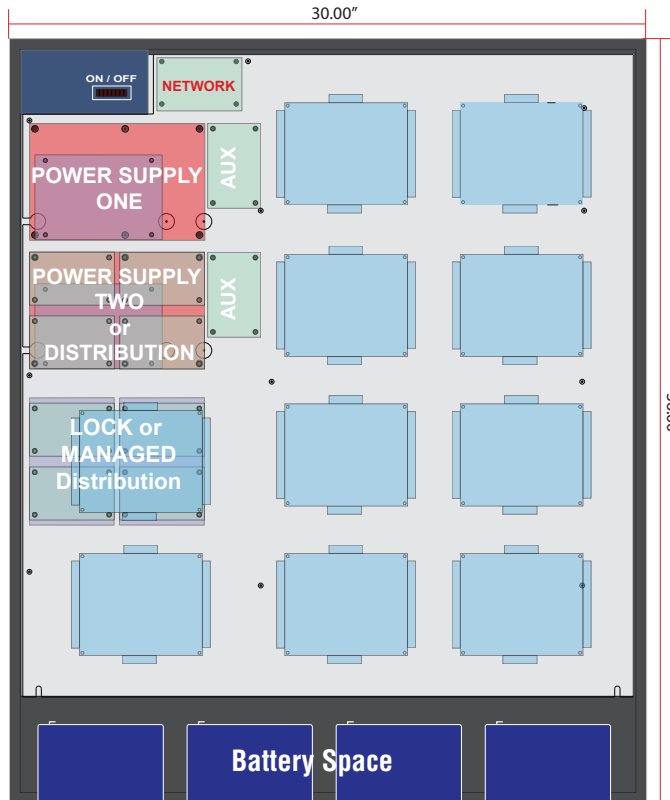 30.00”
ON / OFF
NETWORK
POWER SUPPLY
ONE
AUX
POWER SUPPLY
TWO
or
DISTRIBUTION
AUX
LOCK or
MANAGED
Distribution
Battery Space